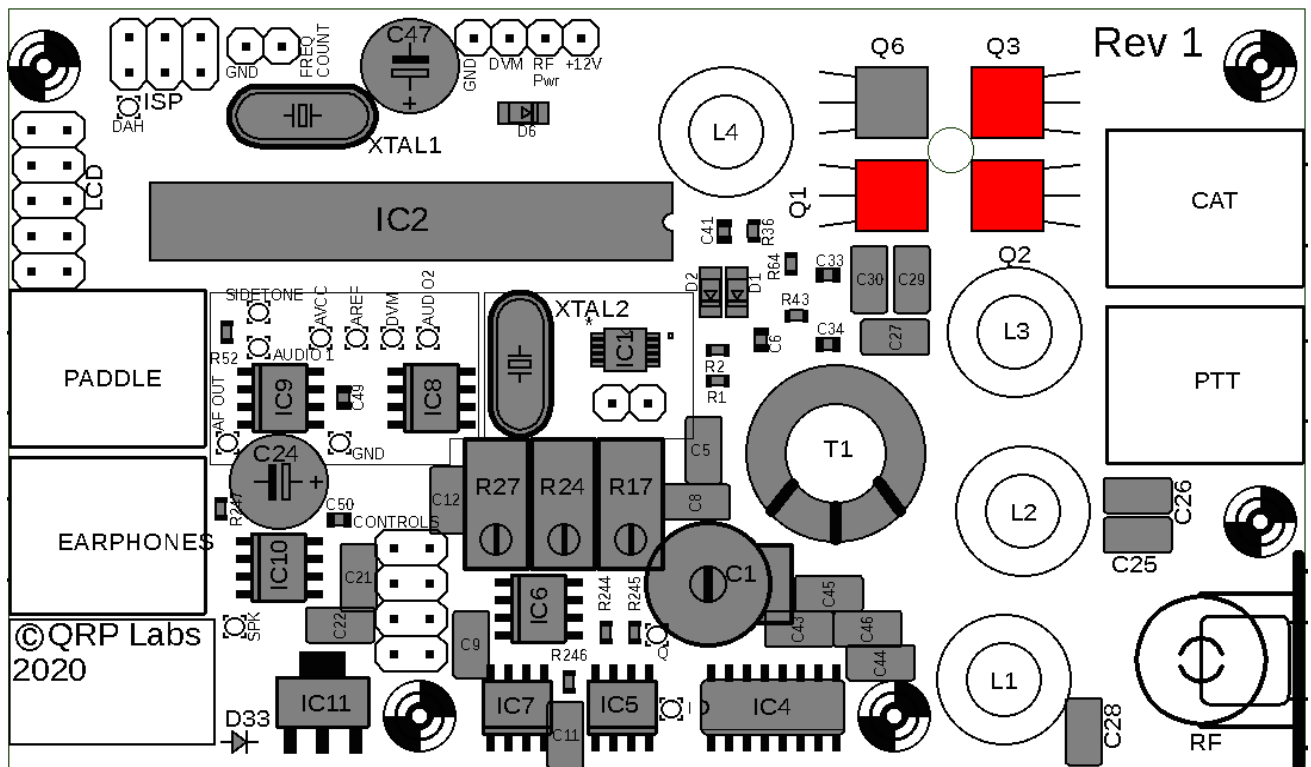 C47
GND
FREQ
COUNT
GND
DVM
RF
Pwr
+12V
Q6
Q3
Rev 1
ISP
DAH
XTAL1
D6
L4
LCD
IC2
C41
R36
Q1
Q2
CAT
D2
D1
R64
C33
C30
C29
SIDETONE
AVCC
AREF
DVM
AUDIO2
XTAL2
*
IC1
R43
C34
C27
C6
L3
R52
AUDIO 1
R2
R1
PADDLE
PTT
IC9
C49
IC8
AF OUT
GND
C24
+
C5
T1
R247
C50
CONTROLS
C12
R27
R24
R17
C8
L2
C26
C25
EARPHONES
IC10
C21
C22
SPK
IC6
R244
R245
Q
C1
C45
C43
C46
C44
©QRP Labs
2020
C9
R246
IC11
IC7
C11
IC5
I
IC4
L1
C28
RF
D33